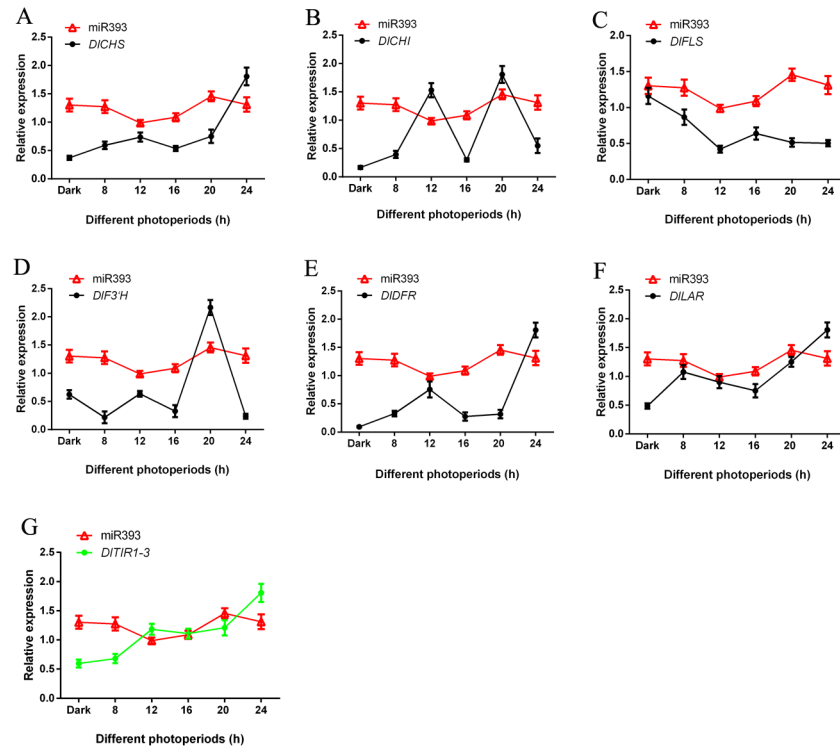 A
miR393
DlCHS
Relative expression
2.5
2.0
1.5
1.0
0.5
0.0
Dark 8 12 16 20 24
Different photoperiods (h)
B
miR393
DlCHI
Relative expression
2.5
2.0
1.5
1.0
0.5
0.0
Dark 8 12 16 20 24
Different photoperiods (h)
C
miR393
DlFLS
Relative expression
2.0
1.5
1.0
0.5
0.0
Dark 8 12 16 20 24
Different photoperiods (h)
D
miR393
DlF3'H
Relative expression
2.5
2.0
1.5
1.0
0.5
0.0
Dark 8 12 16 20 24
Different photoperiods (h)
E
miR393
DlDFR
Relative expression
2.5
2.0
1.5
1.0
0.5
0.0
Dark 8 12 16 20 24
Different photoperiods (h)
F
miR393
DlLAR
Relative expression
2.5
2.0
1.5
1.0
0.5
0.0
Dark 8 12 16 20 24
Different photoperiods (h)
G
miR393
DlTIR1-3
Relative expression
2.5
2.0
1.5
1.0
0.5
0.0
Dark 8 12 16 20 24
Different photoperiods (h)